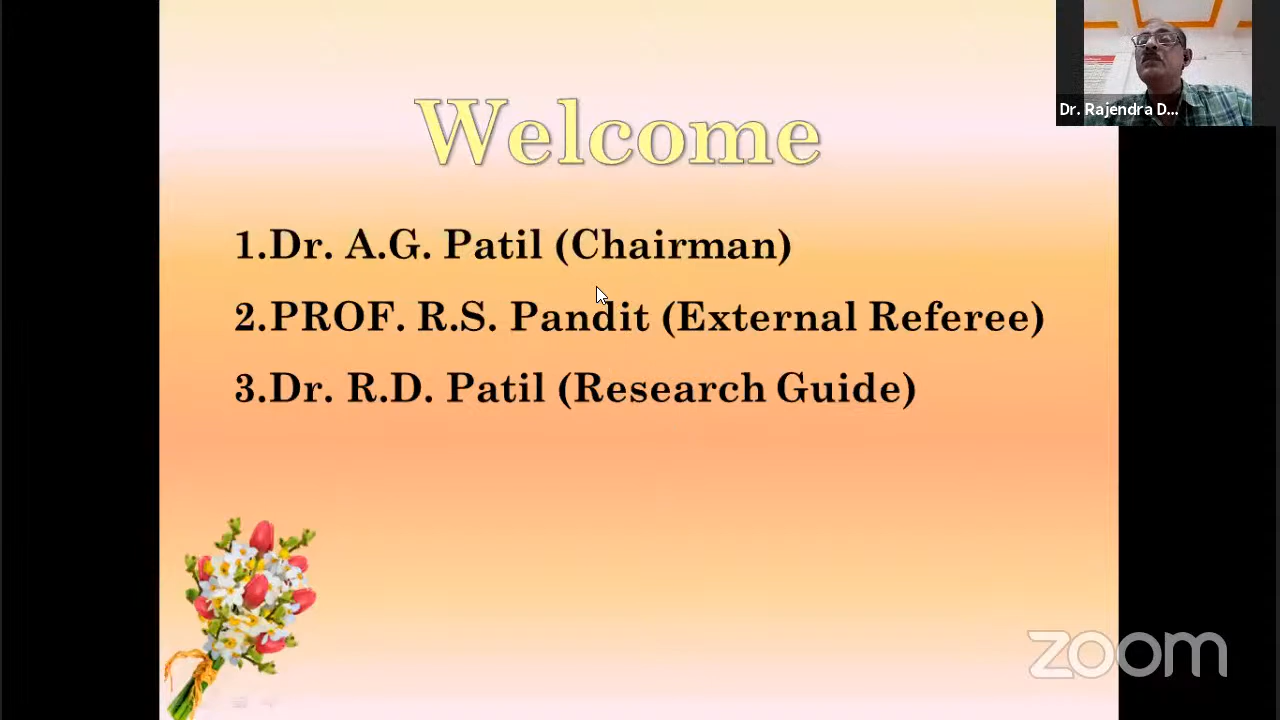 Welcome
1.Dr. A.G. Patil (Chairman)
2.PROF. R.S. Pandit (External Referee)
3.Dr. R.D. Patil (Research Guide)
Dr. Rajendra D...
zoom